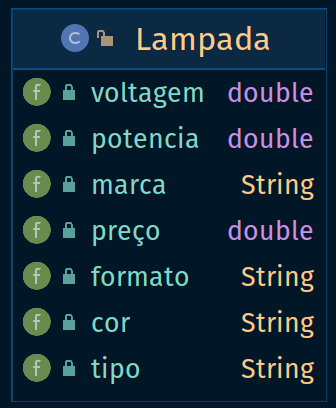 C Lampada
f voltagem double
f potencia double
f marca String
f preço double
f formato String
f cor String
f tipo String